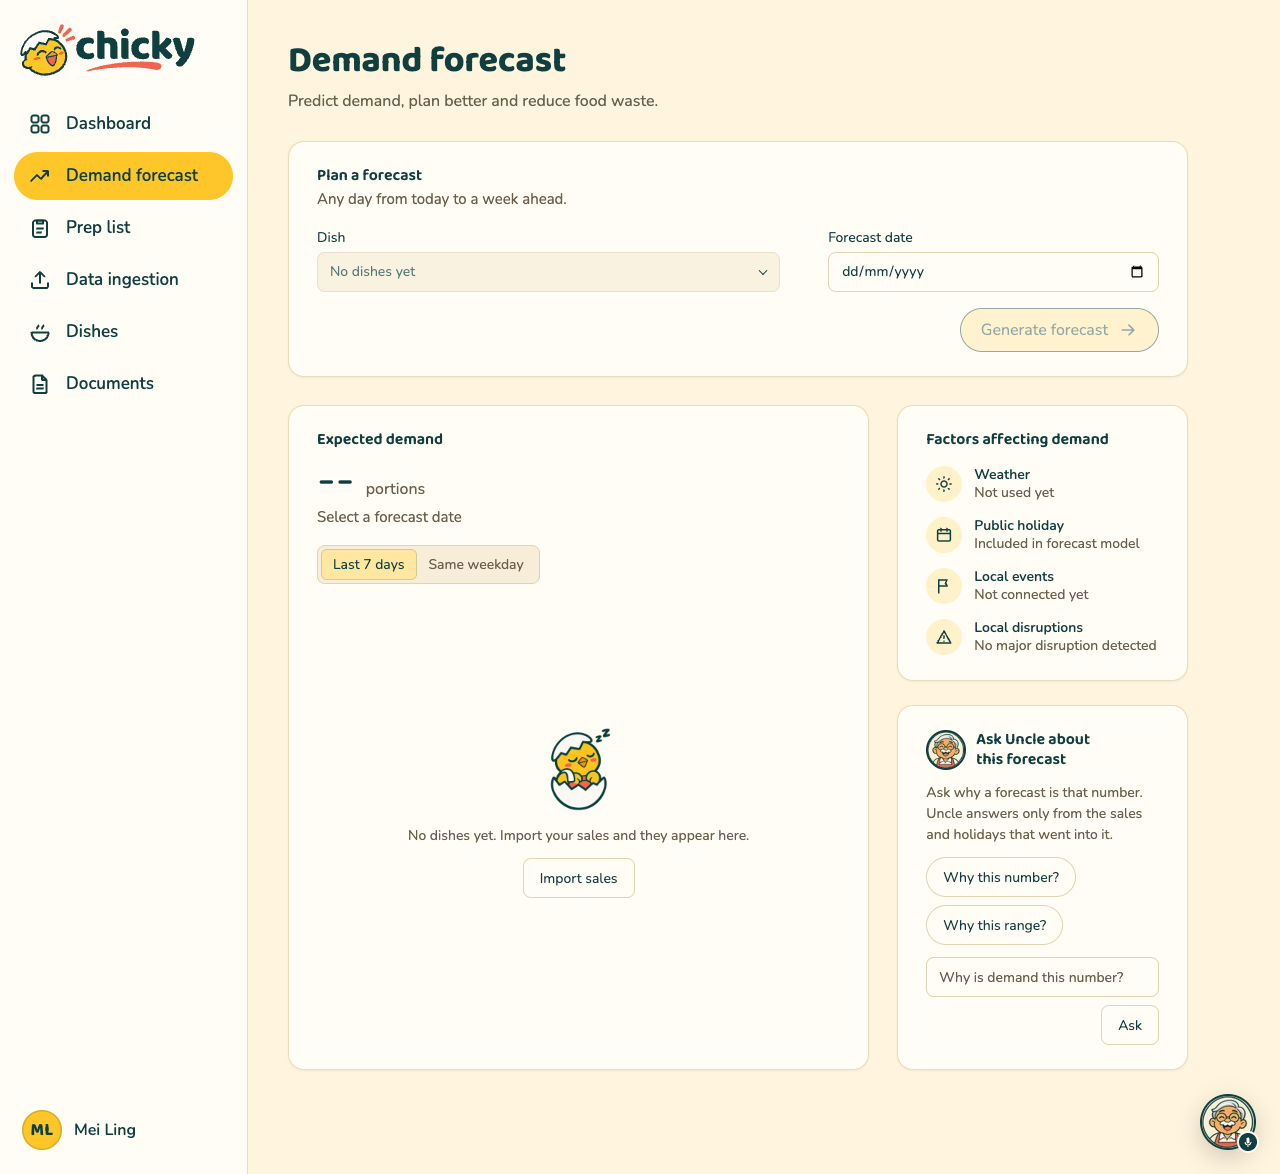 chicky
Dashboard
Demand forecast
Prep list
Data ingestion
Dishes
Documents
ML
Mei Ling
Demand forecast
Predict demand, plan better and reduce food waste.
Plan a forecast
Any day from today to a week ahead.
Dish
No dishes yet
Forecast date
dd/mm/yyyy
Generate forecast
Expected demand
-- portions
Select a forecast date
Last 7 days
Same weekday
zz
No dishes yet. Import your sales and they appear here.
Import sales
Factors affecting demand
Weather
Not used yet
Public holiday
Included in forecast model
Local events
Not connected yet
Local disruptions
No major disruption detected
Ask Uncle about
this forecast
Ask why a forecast is that number.
Uncle answers only from the sales
and holidays that went into it.
Why this number?
Why this range?
Why is demand this number?
Ask